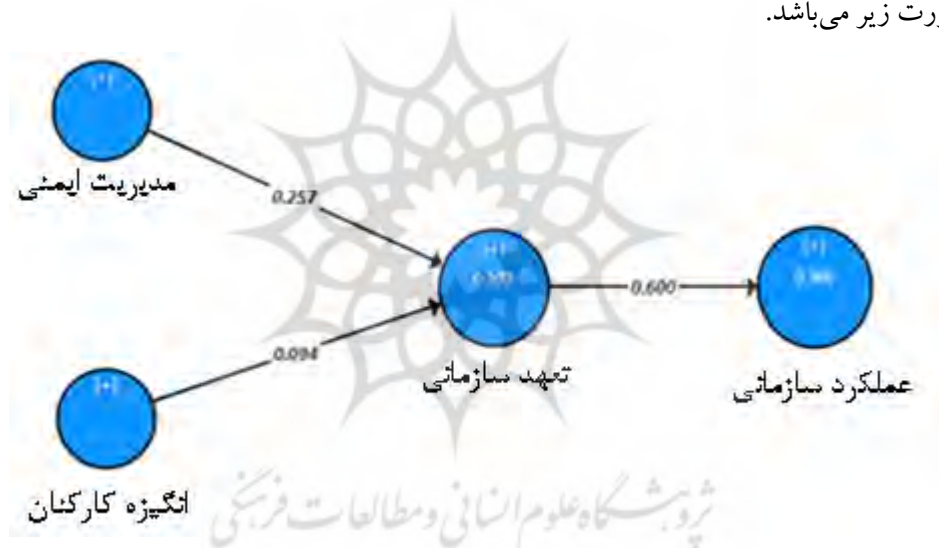 ورت زیر می‌باشد.
[+]
مدیریت ایمنی
0.257
[+]
0.600
[+]
تعهد سازمانی
عملکرد سازمانی
0.094
[+]
انگیزه کارکنان
پژوهشگاه علوم انسانی و مطالعات فرهنگی